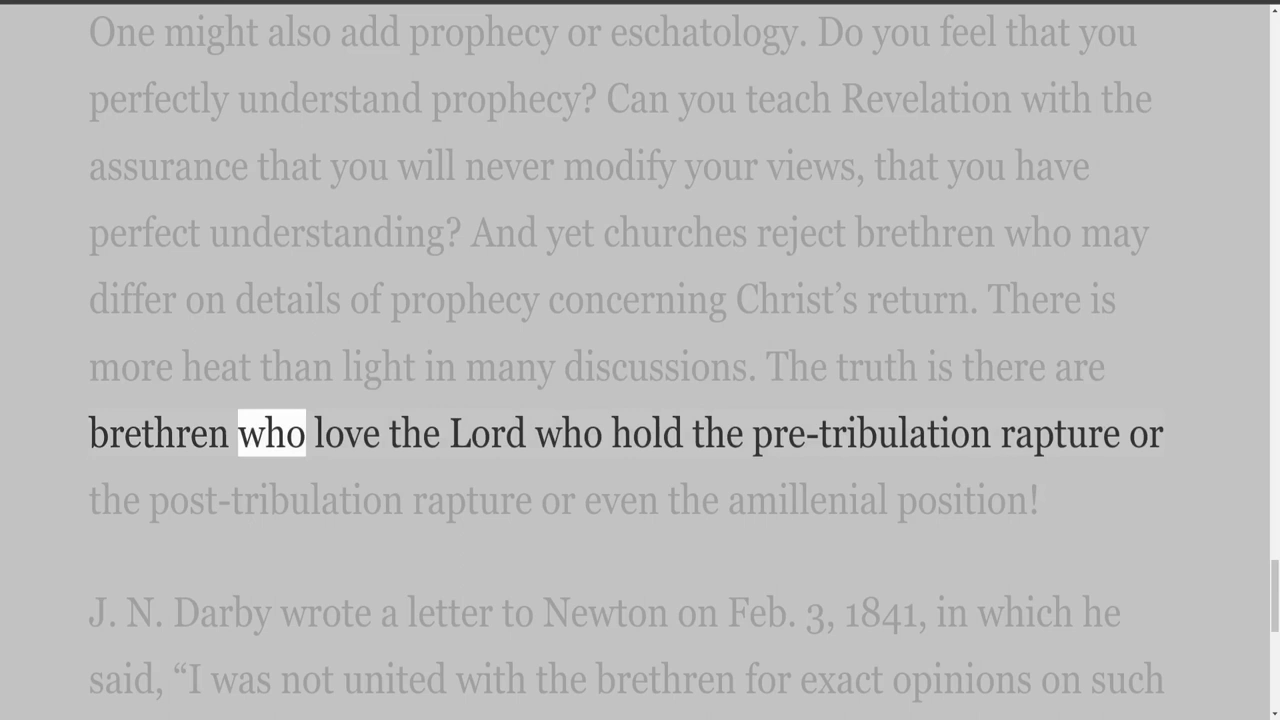 One might also add prophecy or eschatology. Do you feel that you
perfectly understand prophecy? Can you teach Revelation with the
assurance that you will never modify your views, that you have
perfect understanding? And yet churches reject brethren who may
differ on details of prophecy concerning Christ’s return. There is
more heat than light in many discussions. The truth is there are
brethren who love the Lord who hold the pre-tribulation rapture or
the post-tribulation rapture or even the amillenial position!
J. N. Darby wrote a letter to Newton on Feb. 3, 1841, in which he
said, “I was not united with the brethren for exact opinions on such